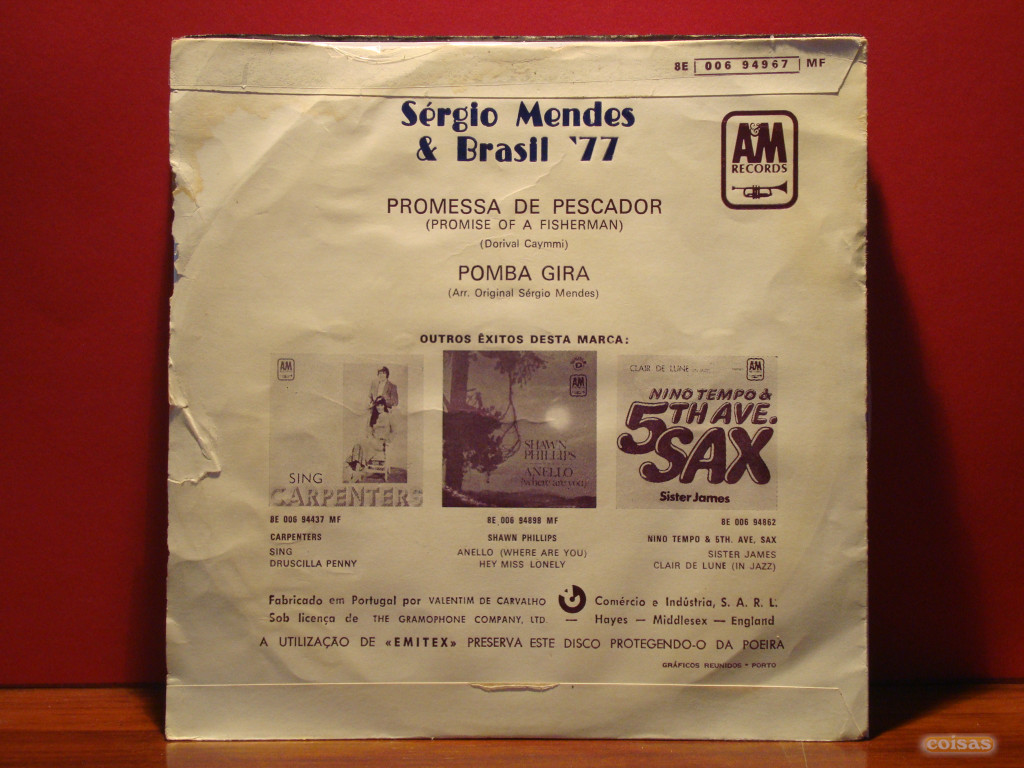 8E 006 94967 MF
Sérgio Mendes
& Brasil '77
A&M
RECORDS
PROMESSA DE PESCADOR
(PROMISE OF A FISHERMAN)
(Dorival Caymmi)
POMBA GIRA
(Arr. Original Sérgio Mendes)
OUTROS ÊXITOS DESTA MARCA:
A&M
SING
CARPENTERS
A&M
SHAWN
PHILLIPS
ANELLO
(where are you)
CLAIR DE LUNE
A&M
NINO TEMPO &
5TH AVE.
SAX
Sister James
8E 006 94437 MF
CARPENTERS
SING
DRUSCILLA PENNY
8E 006 94898 MF
SHAWN PHILLIPS
ANELLO (WHERE ARE YOU)
HEY MISS LONELY
8E 006 94862
NINO TEMPO & 5TH. AVE. SAX
SISTER JAMES
CLAIR DE LUNE (IN JAZZ)
Fabricado em Portugal por VALENTIM DE CARVALHO Comércio e Indústria, S. A. R. L.
Sob licença de THE GRAMOPHONE COMPANY, LTD. — Hayes — Middlesex — England
A UTILIZAÇÃO DE «EMITEX» PRESERVA ESTE DISCO PROTEGENDO-O DA POEIRA
GRÁFICOS REUNIDOS - PORTO
coisas